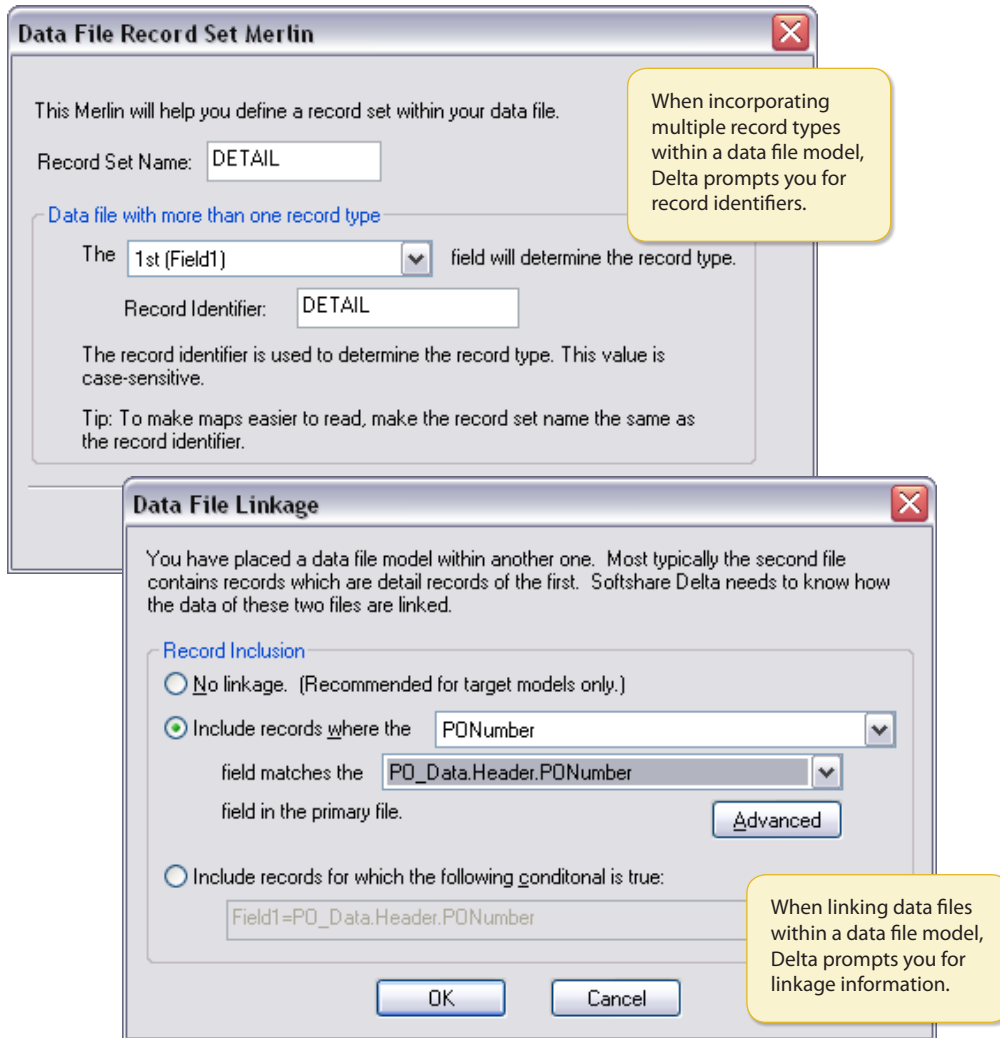 Data File Record Set Merlin
This Merlin will help you define a record set within your data file.
Record Set Name: DETAIL
Data file with more than one record type
The 1st (Field1) field will determine the record type.
Record Identifier: DETAIL
The record identifier is used to determine the record type. This value is
case-sensitive.
Tip: To make maps easier to read, make the record set name the same as
the record identifier.
When incorporating
multiple record types
within a data file model,
Delta prompts you for
record identifiers.
Data File Linkage
You have placed a data file model within another one. Most typically the second file
contains records which are detail records of the first. Softshare Delta needs to know how
the data of these two files are linked.
Record Inclusion
No linkage. (Recommended for target models only.)
Include records where the PONumber
field matches the PO_Data.Header.PONumber
field in the primary file.
Advanced
Include records for which the following conditonal is true:
Field1=PO_Data.Header.PONumber
OK Cancel
When linking data files
within a data file model,
Delta prompts you for
linkage information.